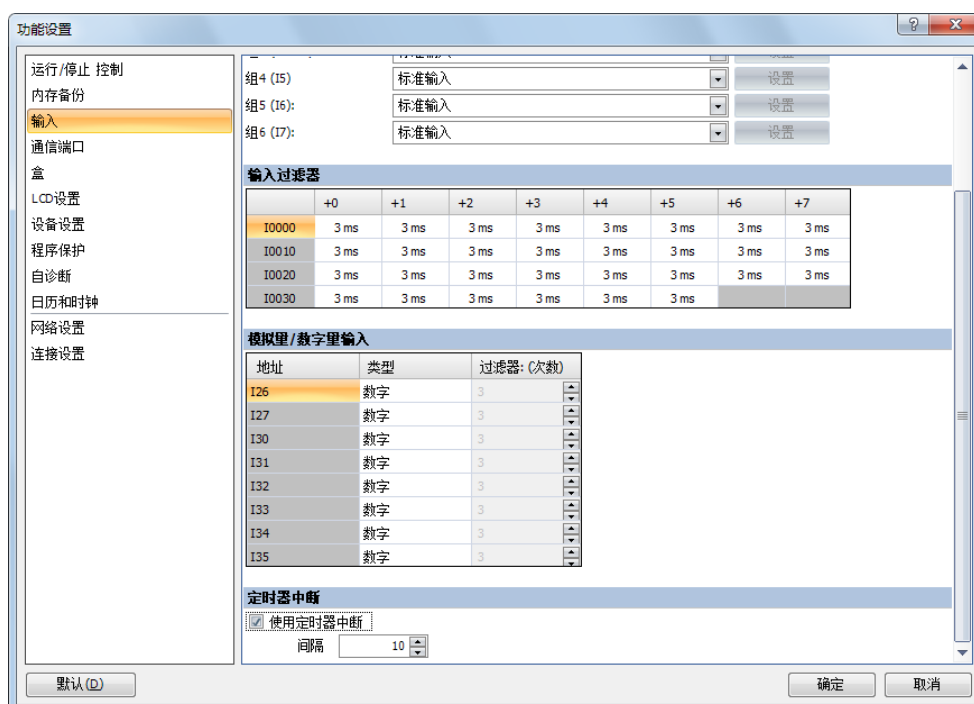 功能设置
运行/停止 控制
内存备份
输入
通信端口
盒
LCD设置
设备设置
程序保护
自诊断
日历和时钟
网络设置
连接设置
组4 (I5) 标准输入 设置
组5 (I6): 标准输入 设置
组6 (I7): 标准输入 设置
输入过滤器
+0 +1 +2 +3 +4 +5 +6 +7
I0000 3 ms 3 ms 3 ms 3 ms 3 ms 3 ms 3 ms 3 ms
I0010 3 ms 3 ms 3 ms 3 ms 3 ms 3 ms 3 ms 3 ms
I0020 3 ms 3 ms 3 ms 3 ms 3 ms 3 ms 3 ms 3 ms
I0030 3 ms 3 ms 3 ms 3 ms 3 ms 3 ms
模拟里/数字里输入
地址 类型 过滤器: (次数)
I26 数字 3
I27 数字 3
I30 数字 3
I31 数字 3
I32 数字 3
I33 数字 3
I34 数字 3
I35 数字 3
定时器中断
使用定时器中断
间隔 10
默认(D) 确定 取消